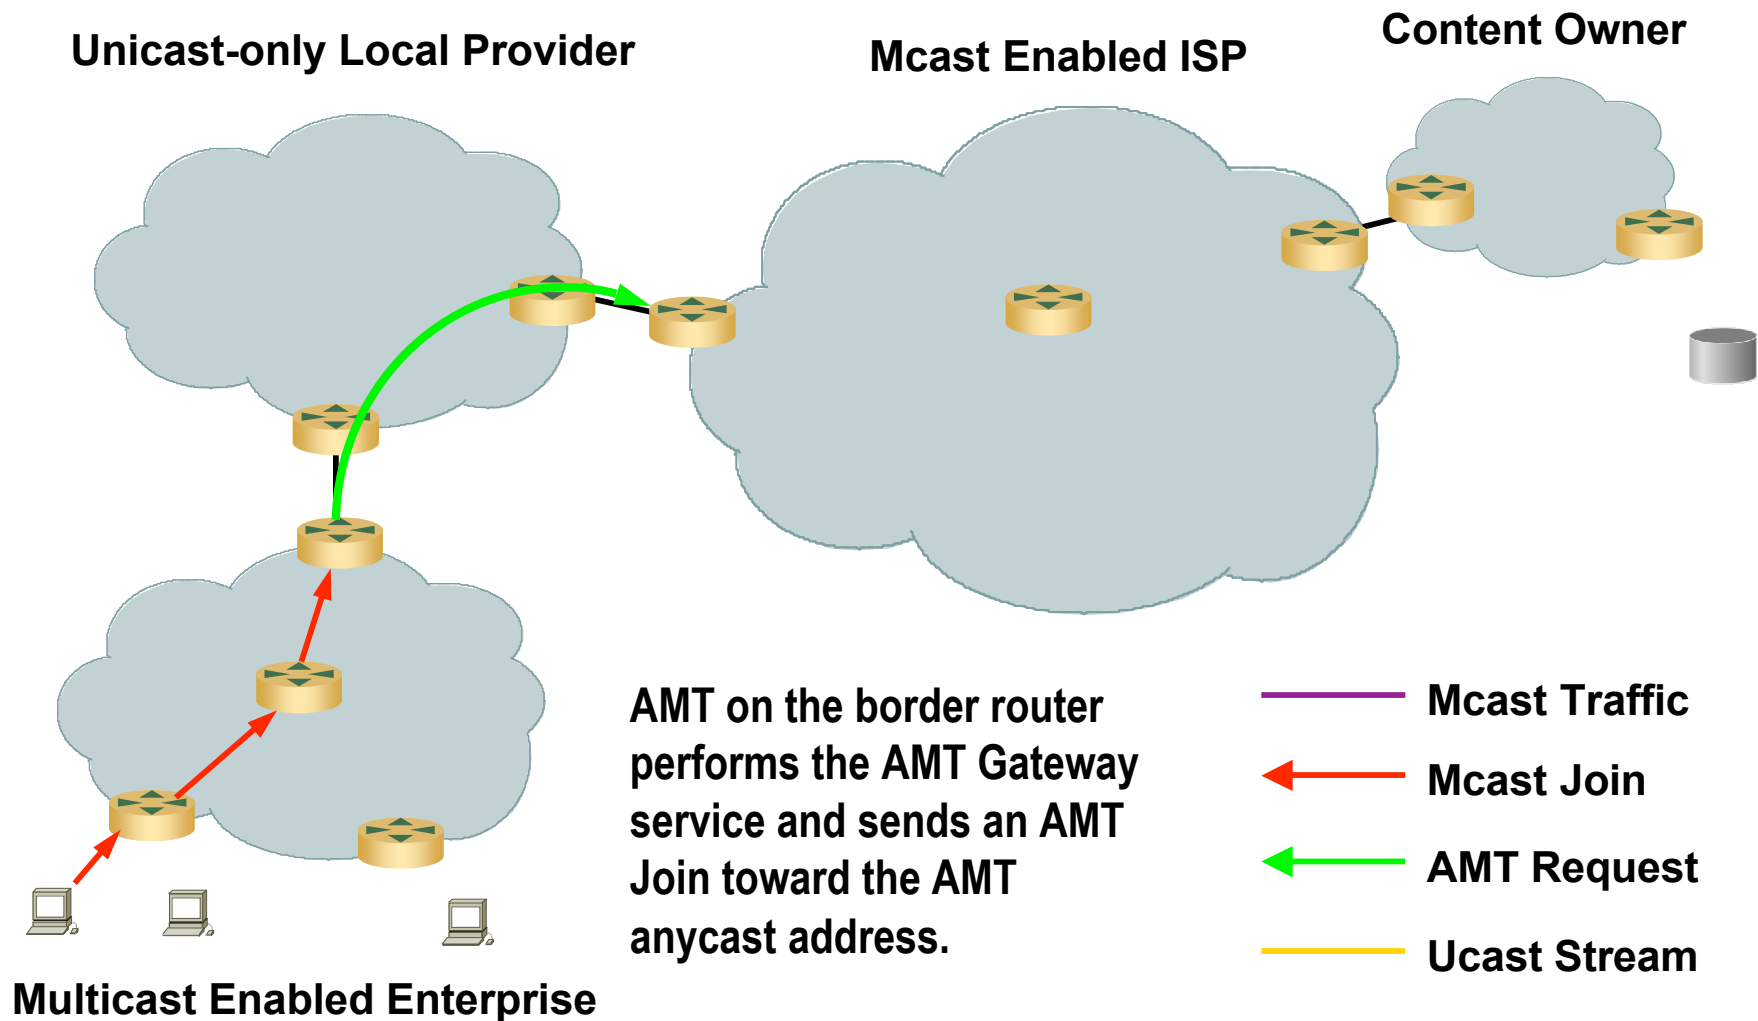 Unicast-only Local Provider
Mcast Enabled ISP
Content Owner
AMT on the border router
performs the AMT Gateway
service and sends an AMT
Join toward the AMT
anycast address.
Mcast Traffic
Mcast Join
AMT Request
Ucast Stream
Multicast Enabled Enterprise